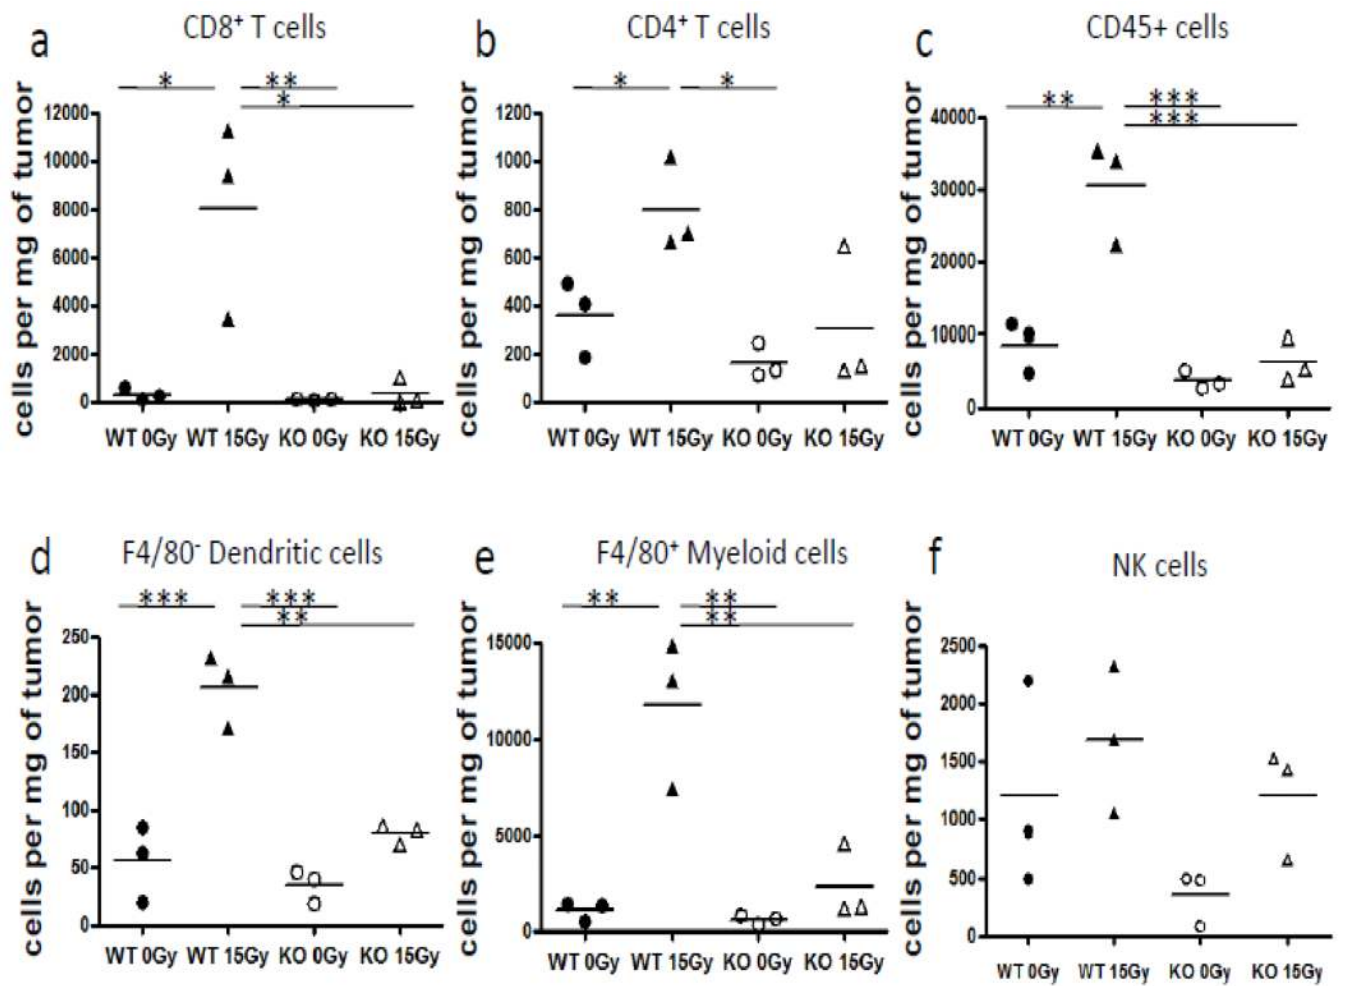 a
CD8⁺ T cells
*
**
*
cells per mg of tumor
12000
10000
8000
6000
4000
2000
0
WT 0Gy WT 15Gy KO 0Gy KO 15Gy
b
CD4⁺ T cells
*
*
cells per mg of tumor
1200
1000
800
600
400
200
0
WT 0Gy WT 15Gy KO 0Gy KO 15Gy
c
CD45+ cells
**
***
***
cells per mg of tumor
40000
30000
20000
10000
0
WT 0Gy WT 15Gy KO 0Gy KO 15Gy
d
F4/80⁻ Dendritic cells
***
***
**
cells per mg of tumor
250
200
150
100
50
0
WT 0Gy WT 15Gy KO 0Gy KO 15Gy
e
F4/80⁺ Myeloid cells
**
**
**
cells per mg of tumor
15000
10000
5000
0
WT 0Gy WT 15Gy KO 0Gy KO 15Gy
f
NK cells
cells per mg of tumor
2500
2000
1500
1000
500
0
WT 0Gy WT 15Gy KO 0Gy KO 15Gy